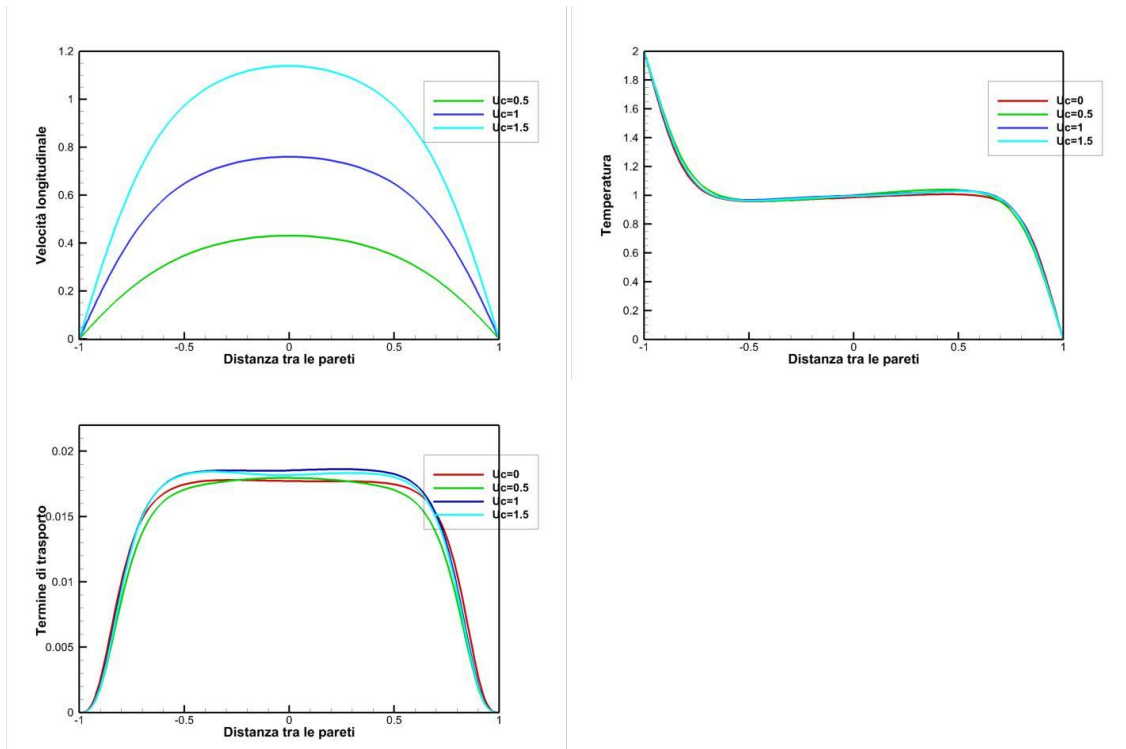 1.2
1
0.8
0.6
0.4
0.2
0
-1
-0.5
0
0.5
1
Velocità longitudinale
Distanza tra le pareti
Uc=0.5
Uc=1
Uc=1.5
2
1.8
1.6
1.4
1.2
1
0.8
0.6
0.4
0.2
0
-1
-0.5
0
0.5
1
Temperatura
Distanza tra le pareti
Uc=0
Uc=0.5
Uc=1
Uc=1.5
0.02
0.015
0.01
0.005
0
-1
-0.5
0
0.5
1
Termine di trasporto
Distanza tra le pareti
Uc=0
Uc=0.5
Uc=1
Uc=1.5